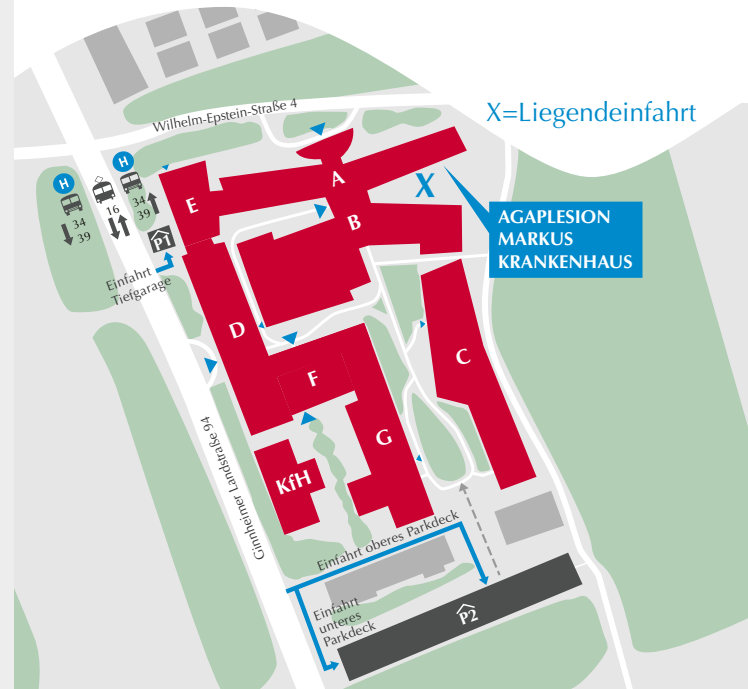 Wilhelm-Epstein-Straße 4
X=Liegendeinfahrt
H
H
34
39
16
34
39
P1
Einfahrt
Tiefgarage
E
A
X
B
AGAPLESION
MARKUS
KRANKENHAUS
D
C
F
G
KfH
Ginnheimer Landstraße 94
Einfahrt oberes Parkdeck
Einfahrt
unteres
Parkdeck
P2